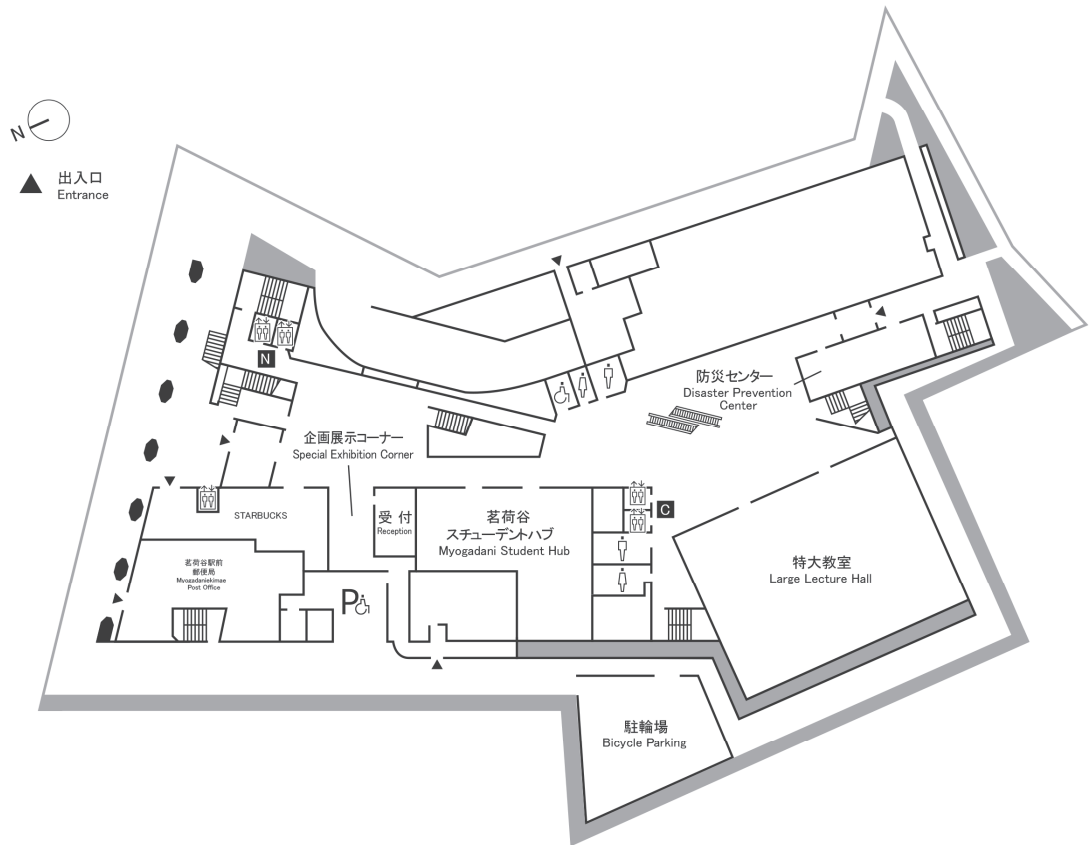 N
出入口
Entrance
N
防災センター
Disaster Prevention
Center
企画展示コーナー
Special Exhibition Corner
STARBUCKS
受付
Reception
茗荷谷
スチューデントハブ
Myogadani Student Hub
C
特大教室
Large Lecture Hall
茗荷谷駅前
郵便局
Myogadaniekimae
Post Office
P
駐輪場
Bicycle Parking